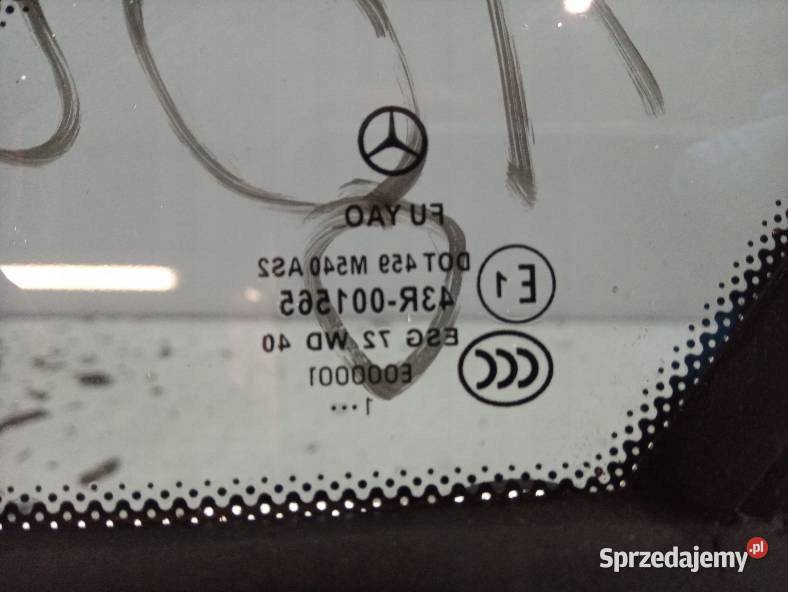 FU YAO
DOT 459 M540 AS2
43R-001565
E1
ESG 72 WD 40
CCC
E000001
1 •••
Sprzedajemy.pl